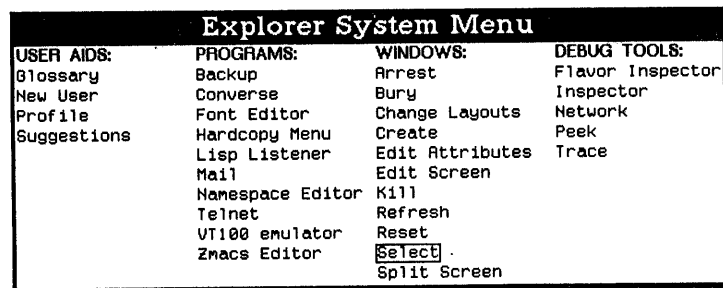 Explorer System Menu
USER AIDS: PROGRAMS: WINDOWS: DEBUG TOOLS:
Glossary Backup Arrest Flavor Inspector
New User Converse Bury Inspector
Profile Font Editor Change Layouts Network
Suggestions Hardcopy Menu Create Peek
Lisp Listener Edit Attributes Trace
Mail Edit Screen
Namespace Editor Kill
Telnet Refresh
VT100 emulator Reset
Zmacs Editor Select
Split Screen